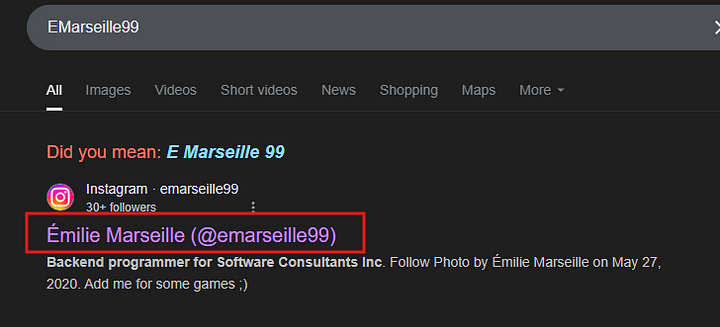 EMarseille99
All Images Videos Short videos News Shopping Maps More
Did you mean: E Marseille 99
Instagram · emarseille99
30+ followers
Émilie Marseille (@emarseille99)
Backend programmer for Software Consultants Inc. Follow Photo by Émilie Marseille on May 27,
2020. Add me for some games ;)